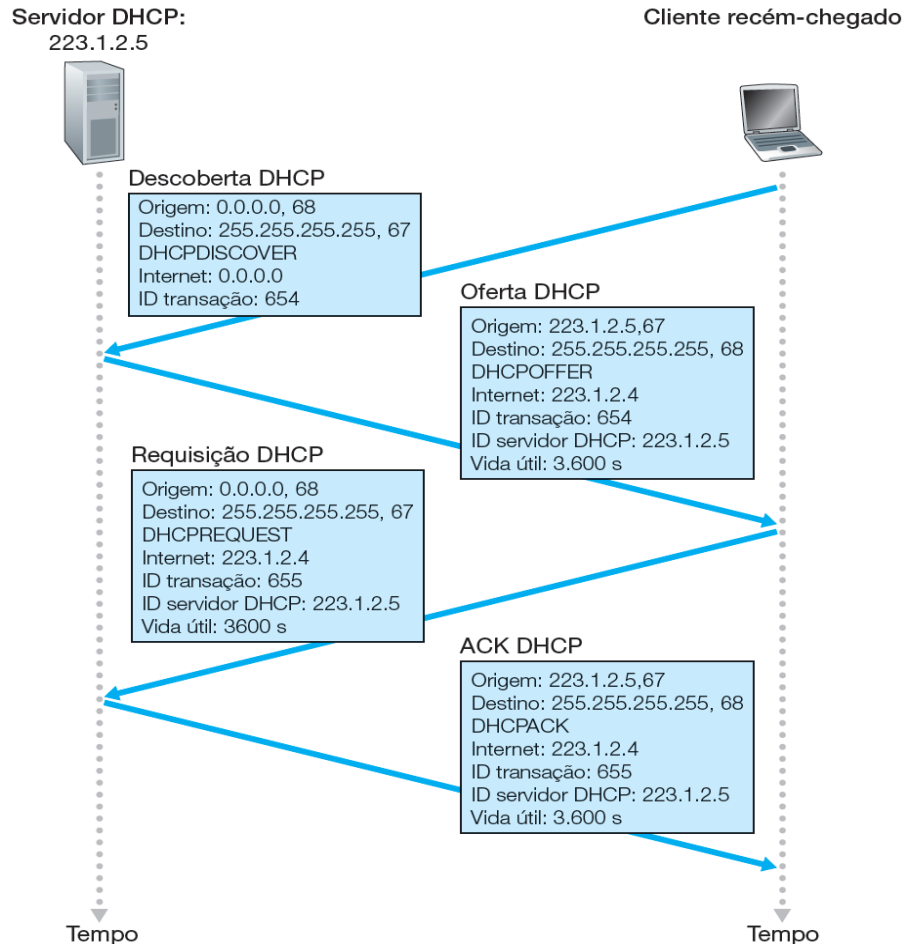 Servidor DHCP:
223.1.2.5
Cliente recém-chegado
Descoberta DHCP
Origem: 0.0.0.0, 68
Destino: 255.255.255.255, 67
DHCPDISCOVER
Internet: 0.0.0.0
ID transação: 654
Oferta DHCP
Origem: 223.1.2.5,67
Destino: 255.255.255.255, 68
DHCPOFFER
Internet: 223.1.2.4
ID transação: 654
ID servidor DHCP: 223.1.2.5
Vida útil: 3.600 s
Requisição DHCP
Origem: 0.0.0.0, 68
Destino: 255.255.255.255, 67
DHCPREQUEST
Internet: 223.1.2.4
ID transação: 655
ID servidor DHCP: 223.1.2.5
Vida útil: 3600 s
ACK DHCP
Origem: 223.1.2.5,67
Destino: 255.255.255.255, 68
DHCPACK
Internet: 223.1.2.4
ID transação: 655
ID servidor DHCP: 223.1.2.5
Vida útil: 3.600 s
Tempo
Tempo